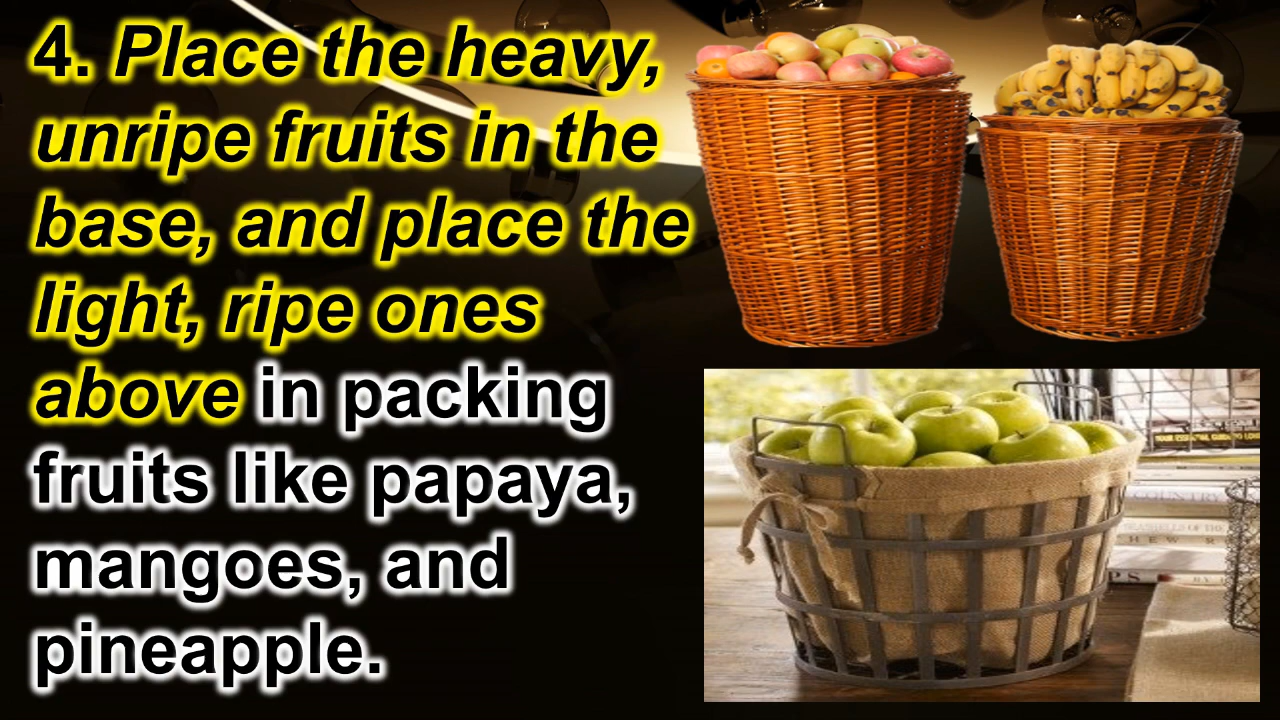 4. Place the heavy,
unripe fruits in the
base, and place the
light, ripe ones
above in packing
fruits like papaya,
mangoes, and
pineapple.
COUNTRY